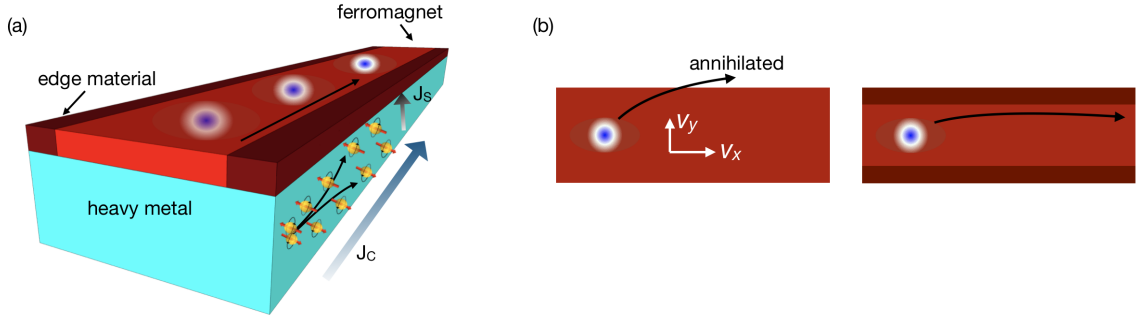 (a)
ferromagnet
edge material
J_S
heavy metal
J_C
(b)
annihilated
v_y
v_x